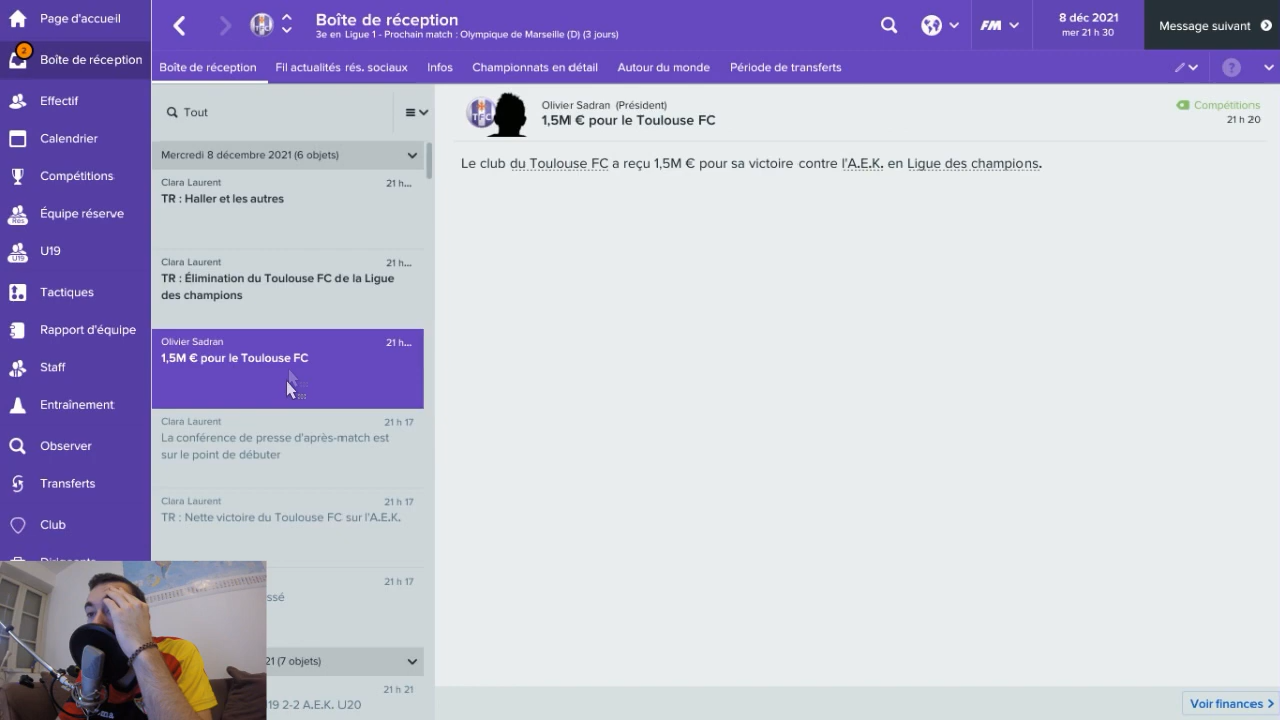 Page d'accueil
2
Boîte de réception
Effectif
Calendrier
Compétitions
Équipe réserve
U19
Tactiques
Rapport d'équipe
Staff
Entraînement
Observer
Transferts
Club
Boîte de réception
3e en Ligue 1 - Prochain match : Olympique de Marseille (D) (3 jours)
FM
8 déc 2021
mer 21 h 30
Message suivant
Boîte de réception
Fil actualités rés. sociaux
Infos
Championnats en détail
Autour du monde
Période de transferts
Tout
Mercredi 8 décembre 2021 (6 objets)
Clara Laurent 21 h...
TR : Haller et les autres
Clara Laurent 21 h...
TR : Élimination du Toulouse FC de la Ligue
des champions
Olivier Sadran 21 h...
1,5M € pour le Toulouse FC
Clara Laurent 21 h 17
La conférence de presse d'après-match est
sur le point de débuter
Clara Laurent 21 h 17
TR : Nette victoire du Toulouse FC sur l'A.E.K.
21 h 17
ssé
21 (7 objets)
21 h 21
19 2-2 A.E.K. U20
Olivier Sadran (Président)
1,5M € pour le Toulouse FC
Compétitions
21 h 20
Le club du Toulouse FC a reçu 1,5M € pour sa victoire contre l'A.E.K. en Ligue des champions.
Voir finances